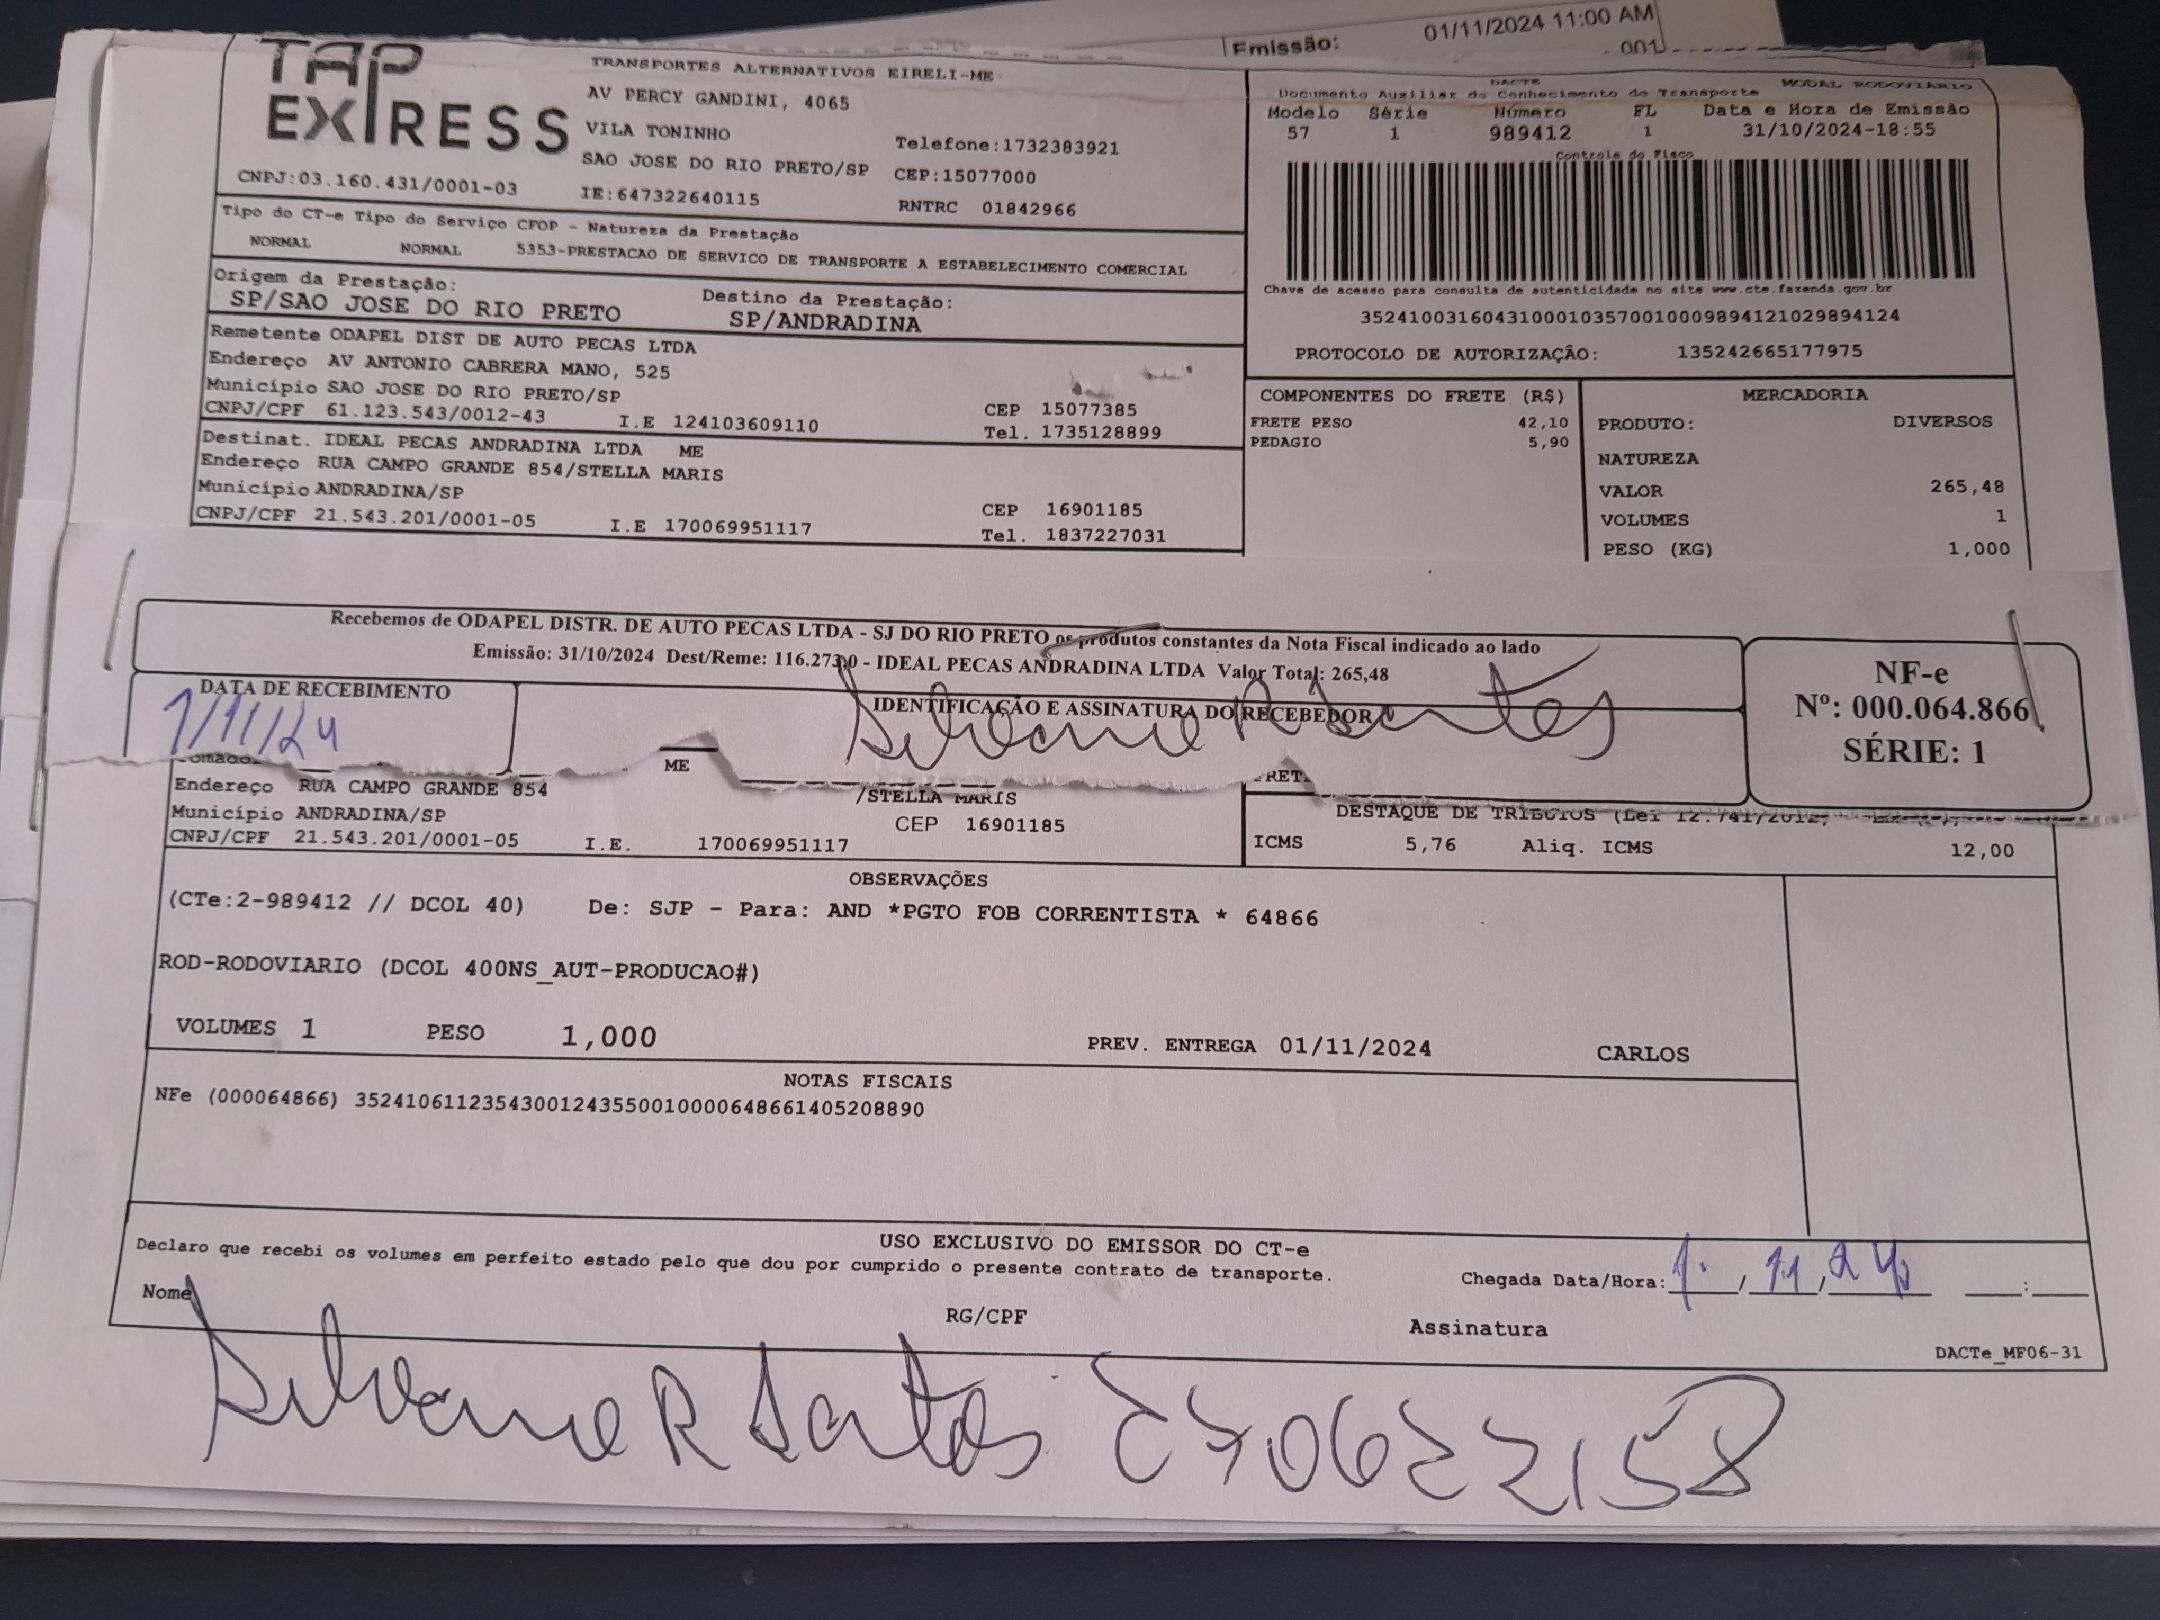 Emissão: 01/11/2024 11:00 AM
001
TAP EXPRESS
TRANSPORTES ALTERNATIVOS EIRELI-ME
AV PERCY GANDINI, 4065
VILA TONINHO
Telefone:1732383921
SAO JOSE DO RIO PRETO/SP CEP:15077000
CNPJ:03.160.431/0001-03 IE:647322640115 RNTRC 01842966
DACTE MODAL RODOVIÁRIO
Documento Auxiliar do Conhecimento de Transporte
Modelo Série Número FL Data e Hora de Emissão
57 1 989412 1 31/10/2024-18:55
Controle do Fisco
Chave de acesso para consulta de autenticidade no site www.cte.fazenda.gov.br
35241003160431000103570010009894121029894124
PROTOCOLO DE AUTORIZAÇÃO: 135242665177975
Tipo do CT-e Tipo do Serviço CFOP - Natureza da Prestação
NORMAL NORMAL 5353-PRESTACAO DE SERVICO DE TRANSPORTE A ESTABELECIMENTO COMERCIAL
Origem da Prestação: Destino da Prestação:
SP/SAO JOSE DO RIO PRETO SP/ANDRADINA
Remetente ODAPEL DIST DE AUTO PECAS LTDA
Endereço AV ANTONIO CABRERA MANO, 525
Município SAO JOSE DO RIO PRETO/SP CEP 15077385
CNPJ/CPF 61.123.543/0012-43 I.E 124103609110 Tel. 1735128899
Destinat. IDEAL PECAS ANDRADINA LTDA ME
Endereço RUA CAMPO GRANDE 854/STELLA MARIS
Município ANDRADINA/SP CEP 16901185
CNPJ/CPF 21.543.201/0001-05 I.E 170069951117 Tel. 1837227031
COMPONENTES DO FRETE (R$)
FRETE PESO 42,10
PEDAGIO 5,90
MERCADORIA
PRODUTO: DIVERSOS
NATUREZA
VALOR 265,48
VOLUMES 1
PESO (KG) 1,000
Recebemos de ODAPEL DISTR. DE AUTO PECAS LTDA - SJ DO RIO PRETO os produtos constantes da Nota Fiscal indicado ao lado
Emissão: 31/10/2024 Dest/Reme: 116.273,0 - IDEAL PECAS ANDRADINA LTDA Valor Total: 265,48
DATA DE RECEBIMENTO
1/11/24
IDENTIFICAÇÃO E ASSINATURA DO RECEBEDOR
Silvane R Santos
NF-e
Nº: 000.064.866
SÉRIE: 1
ME
Endereço RUA CAMPO GRANDE 854 /STELLA MARIS
Município ANDRADINA/SP CEP 16901185
CNPJ/CPF 21.543.201/0001-05 I.E. 170069951117
DESTAQUE DE TRIBUTOS (Lei 12.741/2012)
ICMS 5,76 Aliq. ICMS 12,00
OBSERVAÇÕES
(CTe:2-989412 // DCOL 40) De: SJP - Para: AND *PGTO FOB CORRENTISTA * 64866
ROD-RODOVIARIO (DCOL 400NS_AUT-PRODUCAO#)
VOLUMES 1 PESO 1,000 PREV. ENTREGA 01/11/2024 CARLOS
NOTAS FISCAIS
NFe (000064866) 35241061123543001243550010000648661405208890
USO EXCLUSIVO DO EMISSOR DO CT-e
Declaro que recebi os volumes em perfeito estado pelo que dou por cumprido o presente contrato de transporte.
Chegada Data/Hora: 1 / 11 / 24 :
Nome RG/CPF Assinatura
DACTe_MF06-31
Silvane R Santos 270622158